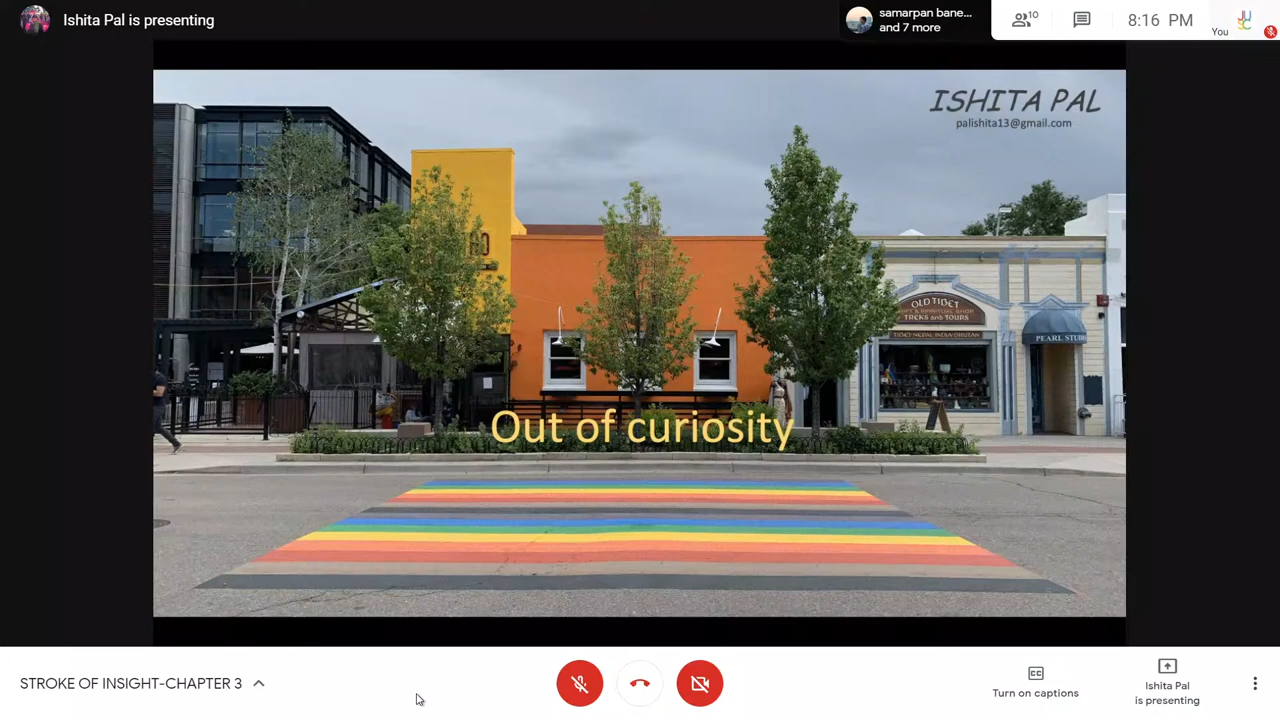 Ishita Pal is presenting
samarpan bane...
and 7 more
10
8:16 PM
You
ISHITA PAL
palishita13@gmail.com
OLD TIBET
TREKS and TOURS
PEARL STUD
Out of curiosity
STROKE OF INSIGHT-CHAPTER 3
CC
Turn on captions
Ishita Pal
is presenting